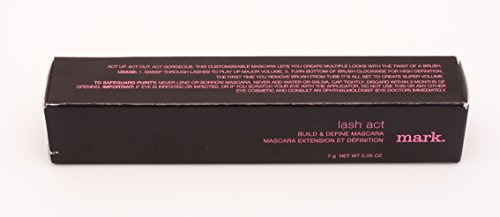 ACT UP. ACT OUT. ACT GORGEOUS. THIS CUSTOMIZABLE MASCARA LETS YOU CREATE MULTIPLE LOOKS WITH THE TWIST OF A BRUSH.
USAGE: 1. SWEEP THROUGH LASHES TO PLAY UP MAJOR VOLUME. 2. TURN BOTTOM OF BRUSH CLOCKWISE FOR HIGH DEFINITION.
THE FIRST TIME YOU REMOVE BRUSH FROM TUBE IT'S ALL SET TO CREATE SUPER VOLUME.
TO SAFEGUARD PURITY: NEVER LEND OR BORROW MASCARA, NEVER ADD WATER OR SALIVA, CAP TIGHTLY. DISCARD WITHIN 3 MONTHS OF
OPENING. IMPORTANT: IF EYE IS IRRITATED OR INFECTED, OR IF YOU SCRATCH YOUR EYE WITH THE APPLICATOR, DO NOT USE THIS OR ANY OTHER
EYE COSMETIC AND CONSULT AN OPHTHALMOLOGIST (EYE DOCTOR) IMMEDIATELY.
lash act
BUILD & DEFINE MASCARA
MASCARA EXTENSION ET DÉFINITION
mark.
7 g NET WT 0.25 OZ